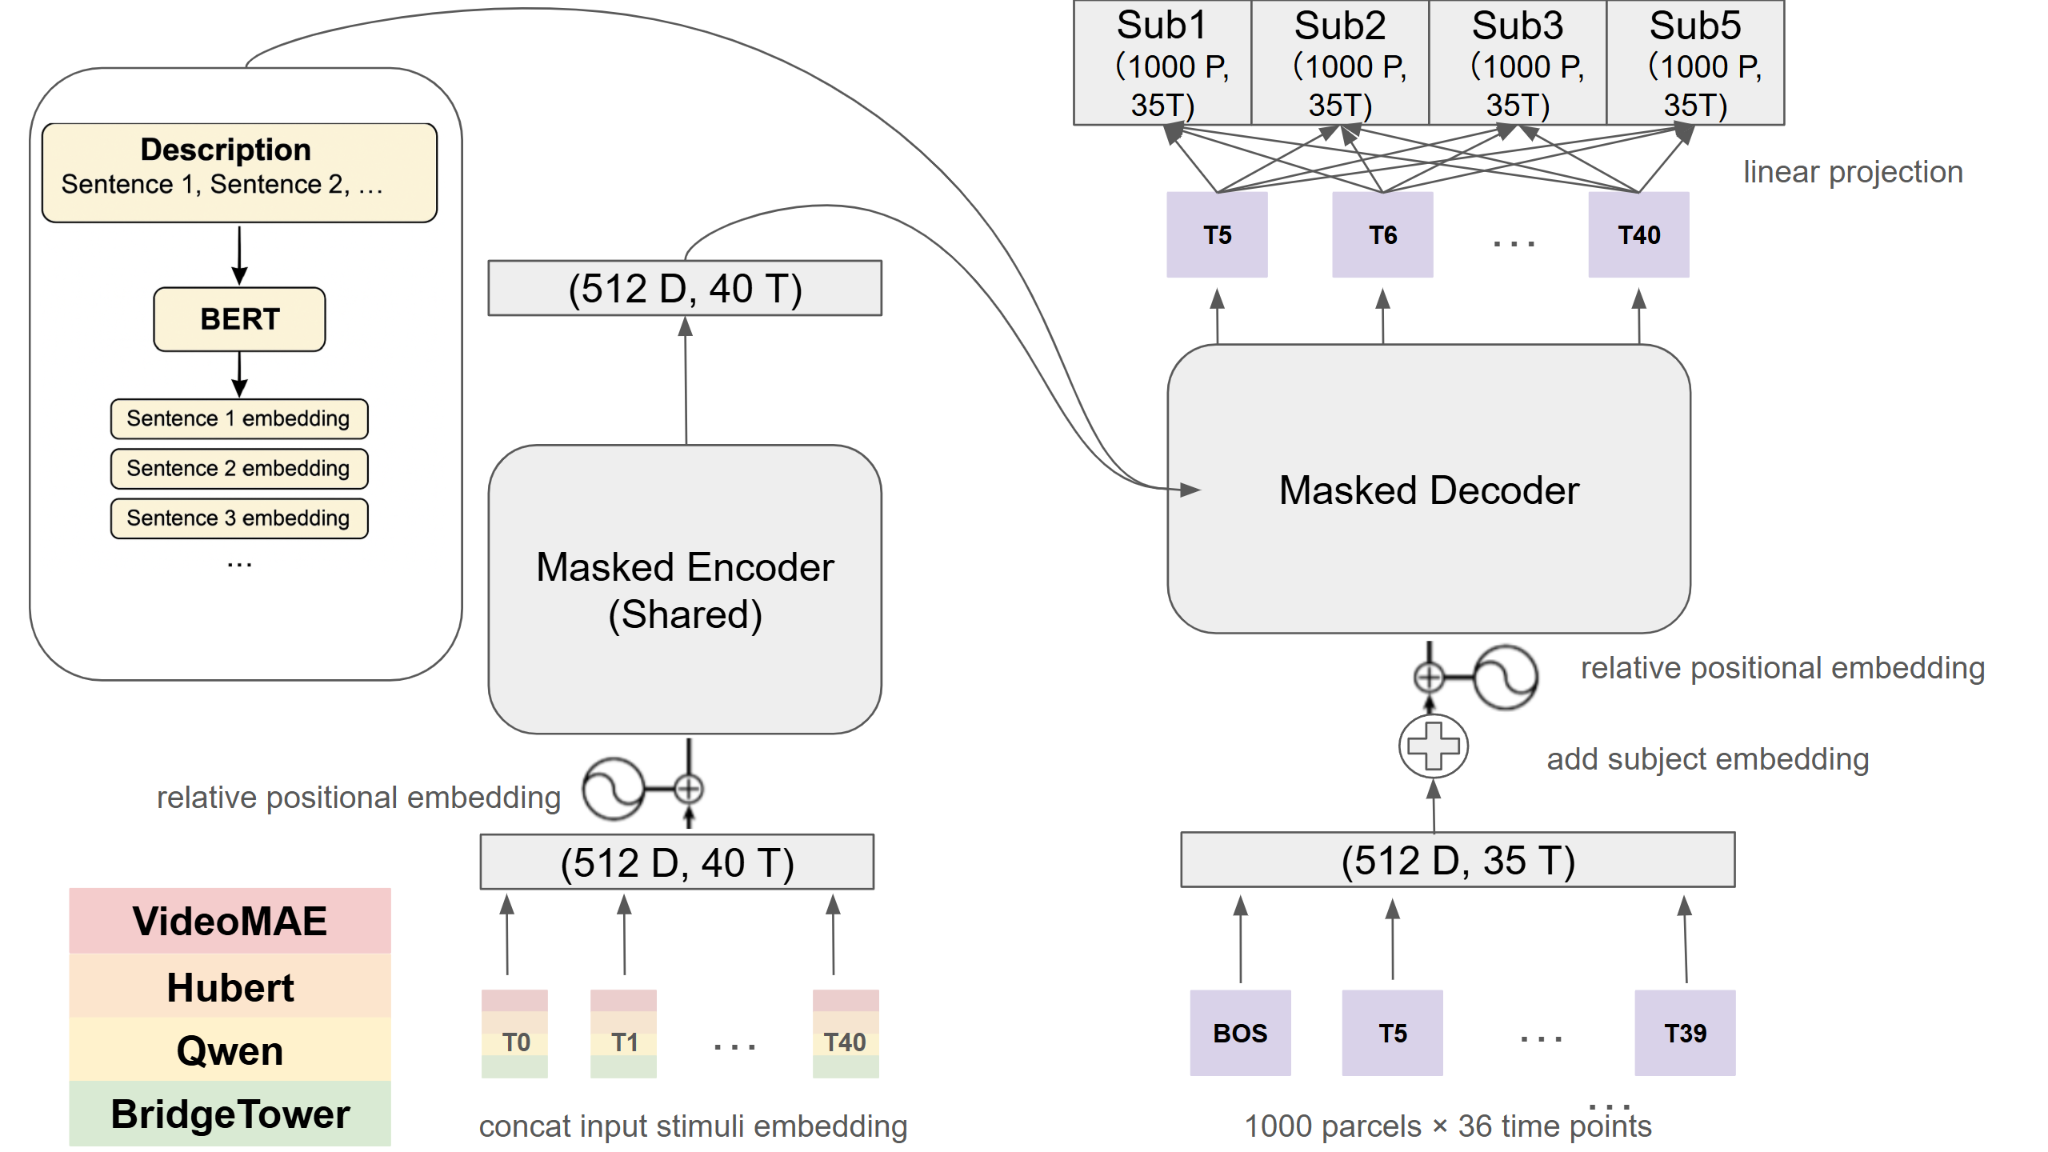 Description
Sentence 1, Sentence 2, ...
BERT
Sentence 1 embedding
Sentence 2 embedding
Sentence 3 embedding
...
(512 D, 40 T)
Masked Encoder
(Shared)
relative positional embedding
(512 D, 40 T)
VideoMAE
Hubert
Qwen
BridgeTower
T0 T1 ... T40
concat input stimuli embedding
Sub1 Sub2 Sub3 Sub5
(1000 P, (1000 P, (1000 P, (1000 P,
35T) 35T) 35T) 35T)
linear projection
T5 T6 ... T40
Masked Decoder
relative positional embedding
add subject embedding
(512 D, 35 T)
BOS T5 ... T39
...
1000 parcels × 36 time points